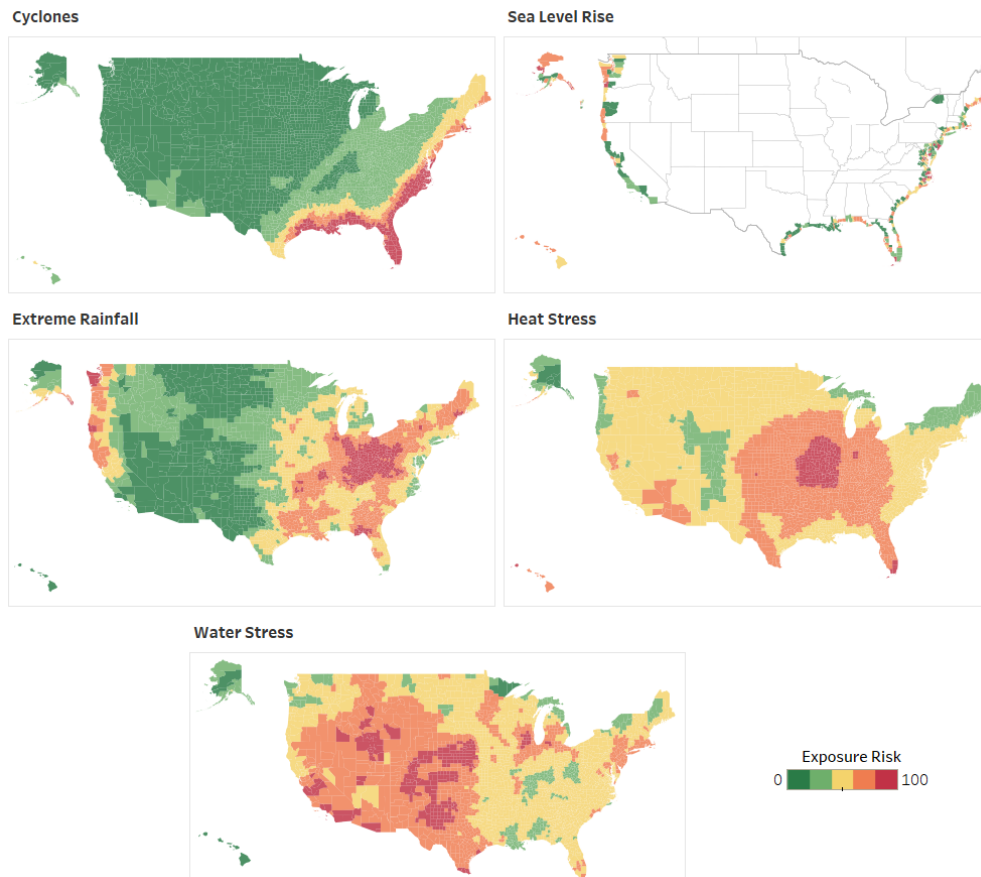 Cyclones
Sea Level Rise
Extreme Rainfall
Heat Stress
Water Stress
Exposure Risk
0 100